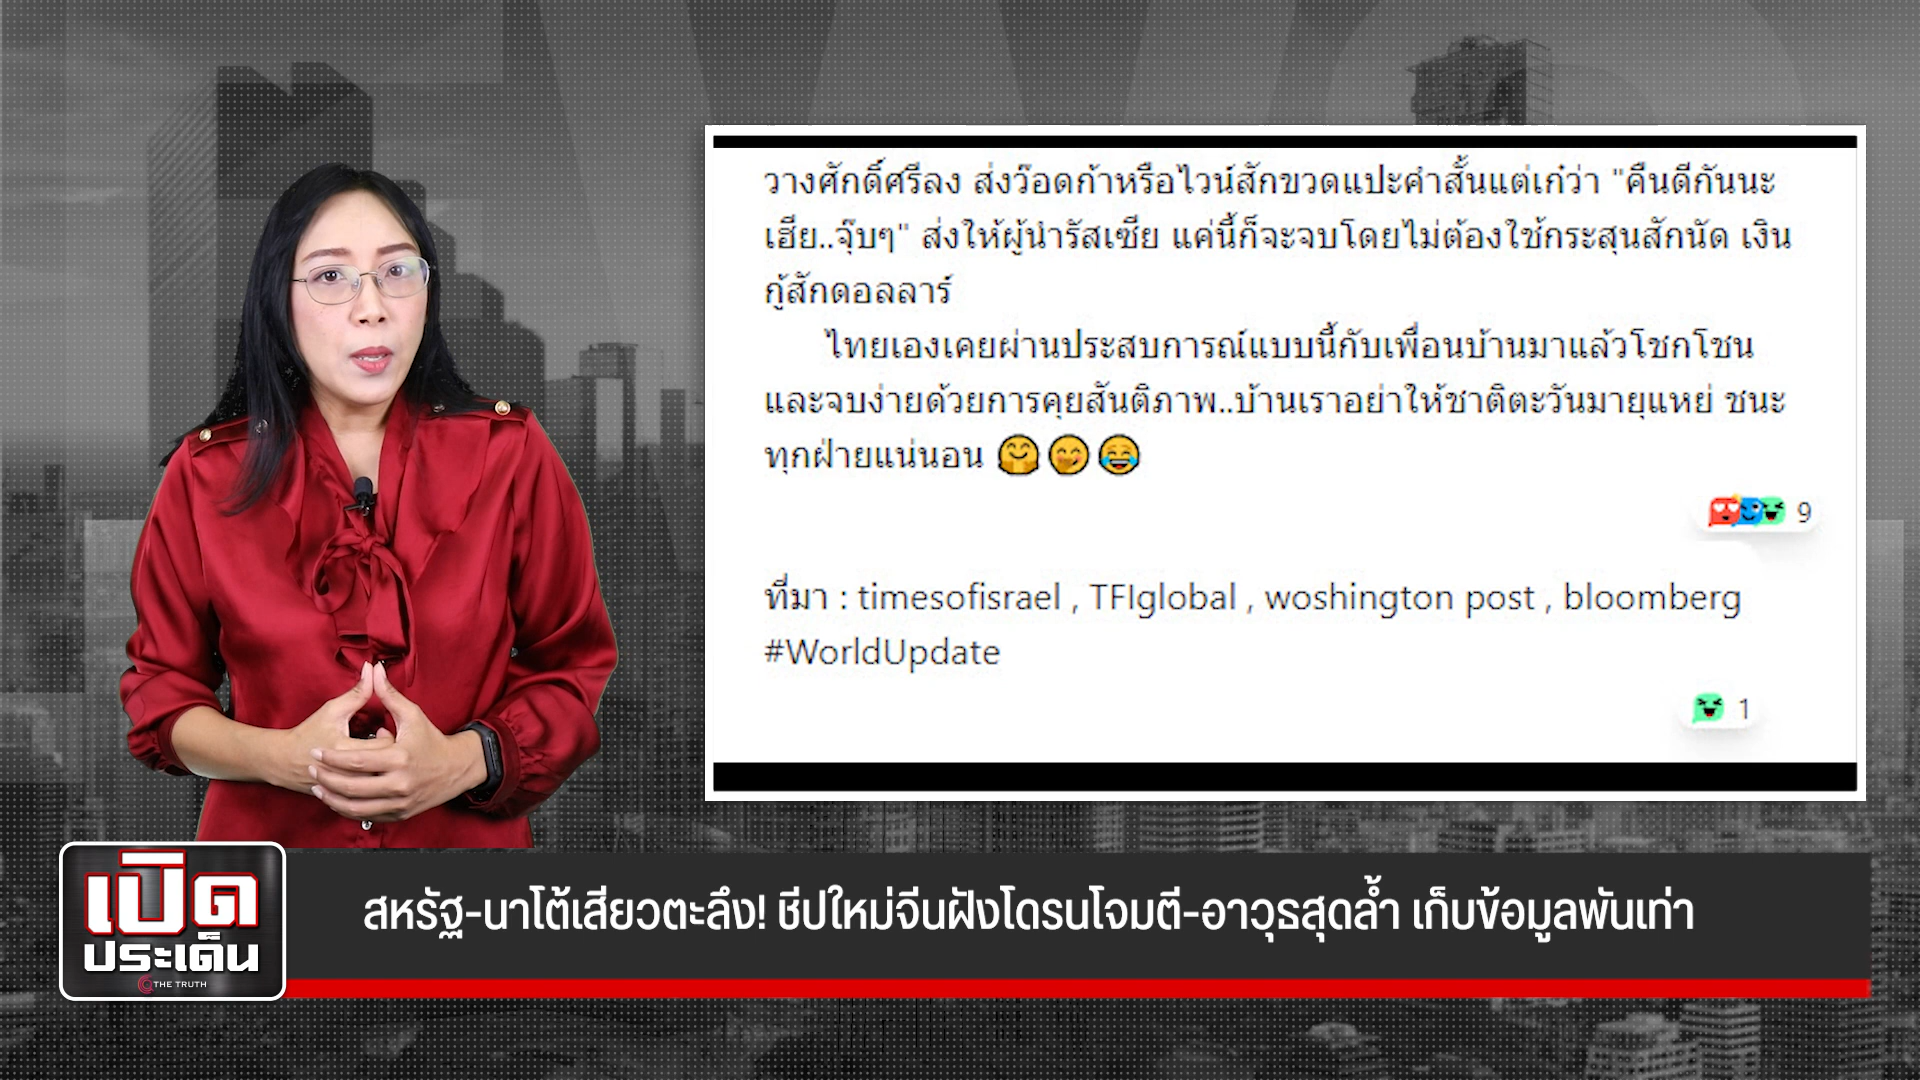 วางศักดิ์ศรีลง ส่งว๊อดก้าหรือไวน์สักขวดแปะคำสั้นแต่เก๋ว่า "คืนดีกันนะ
เฮีย..จุ๊บๆ" ส่งให้ผู้นำรัสเซีย แค่นี้ก็จะจบโดยไม่ต้องใช้กระสุนสักนัด เงิน
กู้สักดอลลาร์
ไทยเองเคยผ่านประสบการณ์แบบนี้กับเพื่อนบ้านมาแล้วโชกโชน
และจบง่ายด้วยการคุยสันติภาพ..บ้านเราอย่าให้ชาติตะวันมายุแหย่ ชนะ
ทุกฝ่ายแน่นอน 🤗🤭😂
9
ที่มา : timesofisrael , TFIglobal , woshington post , bloomberg
#WorldUpdate
1
เปิด
ประเด็น
THE TRUTH
สหรัฐ-นาโต้เสียวตะลึง! ชีปใหม่จีนฝังโดรนโจมตี-อาวุธสุดล้ำ เก็บข้อมูลพันเท่า